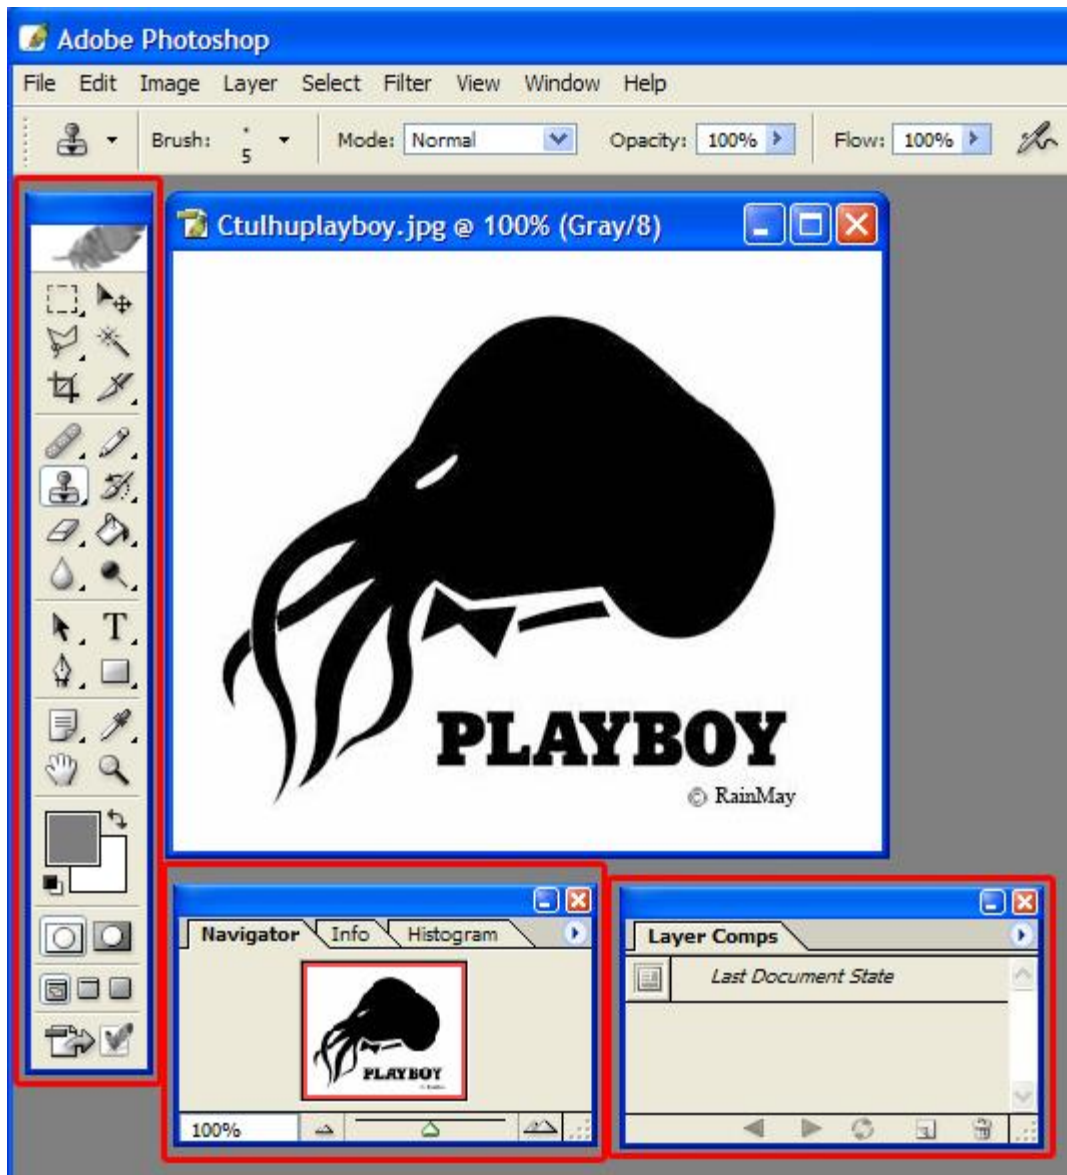 Adobe Photoshop
File Edit Image Layer Select Filter View Window Help
Brush: 5 Mode: Normal Opacity: 100% Flow: 100%
Ctulhuplayboy.jpg @ 100% (Gray/8)
T
PLAYBOY
© RainMay
Navigator Info Histogram
PLAYBOY
100%
Layer Comps
Last Document State